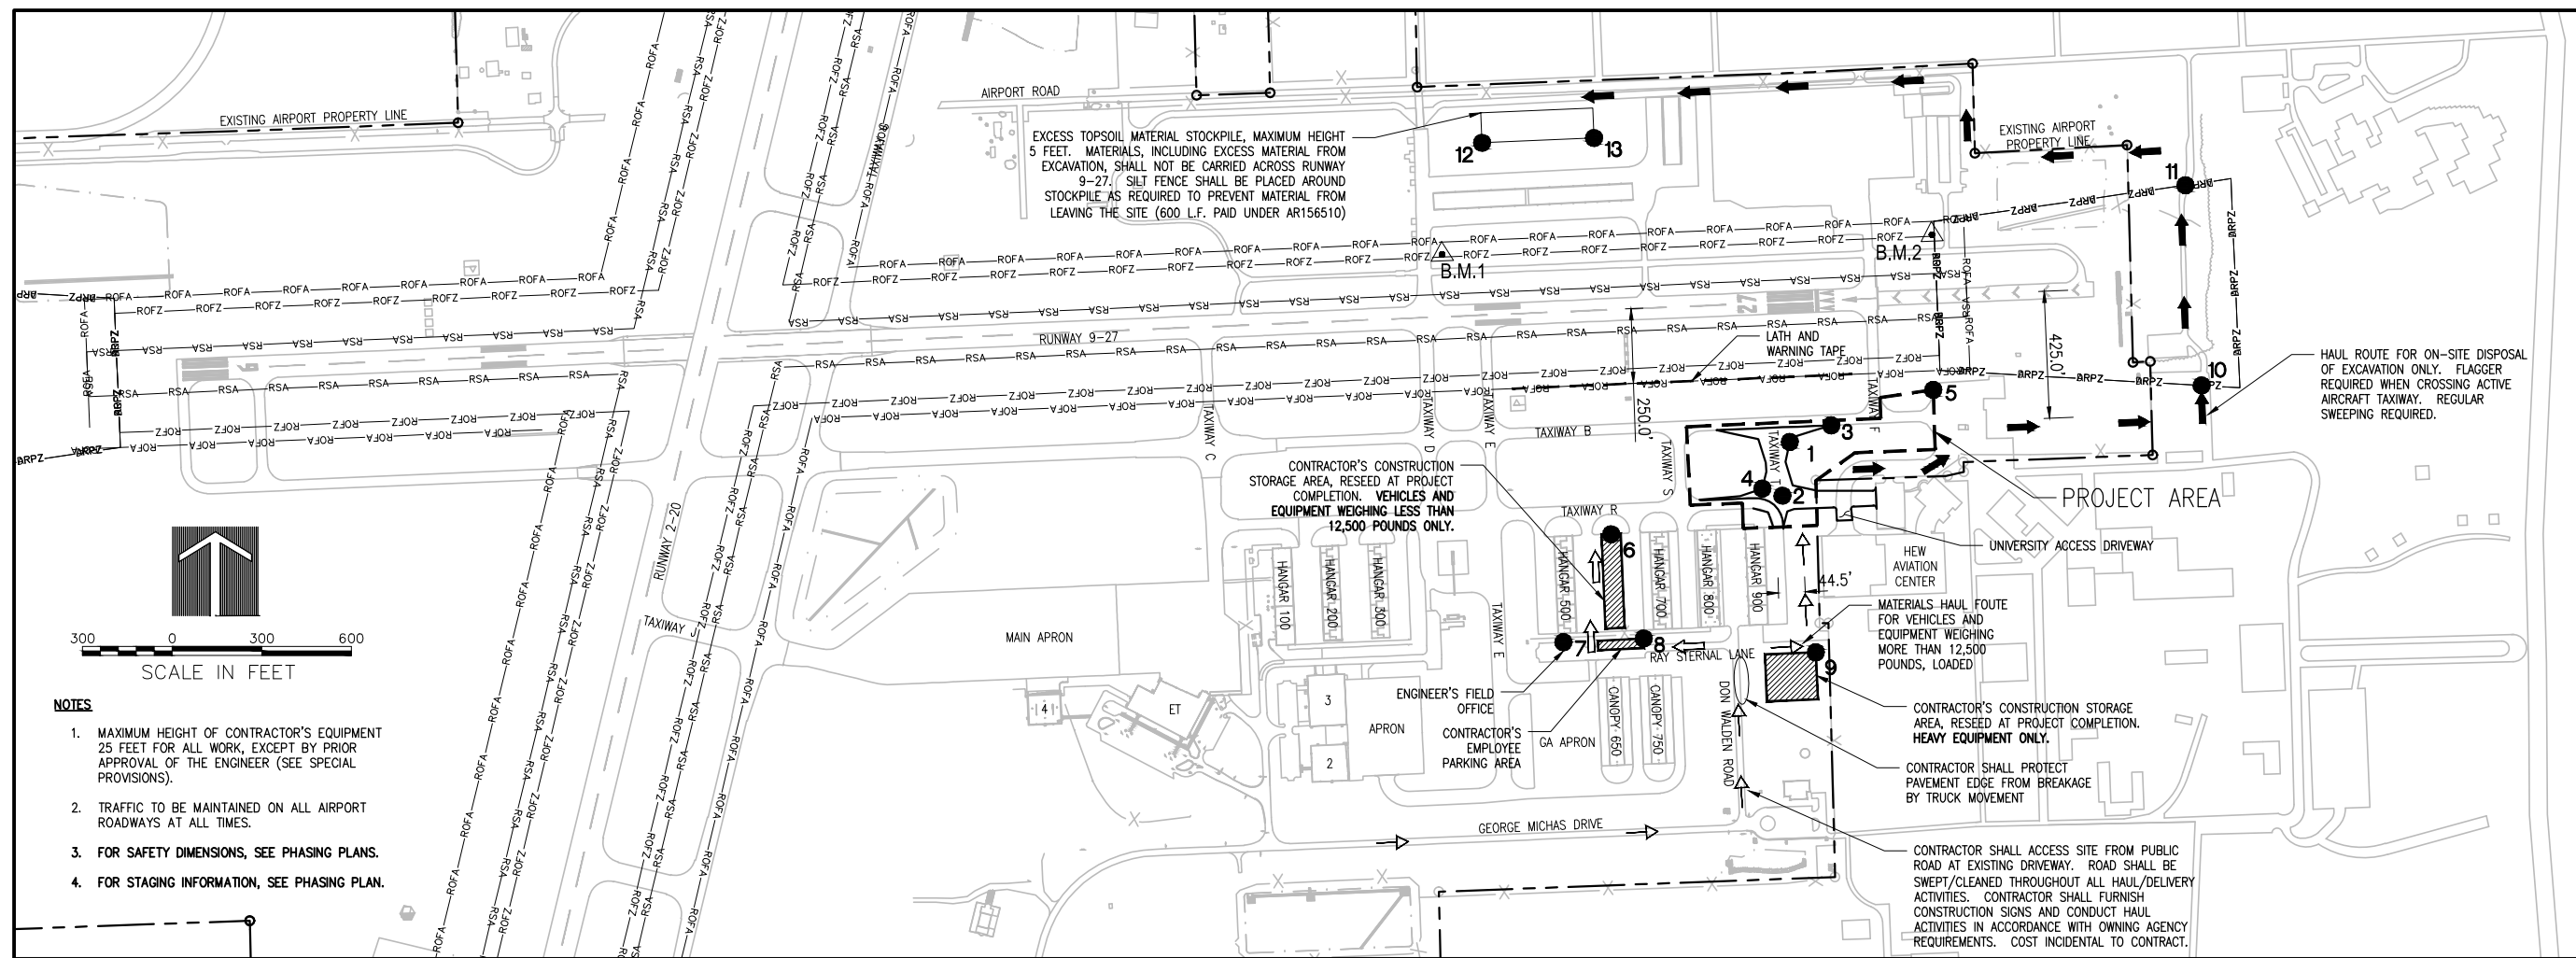 EXISTING AIRPORT PROPERTY LINE
AIRPORT ROAD
EXCESS TOPSOIL MATERIAL STOCKPILE, MAXIMUM HEIGHT
5 FEET. MATERIALS, INCLUDING EXCESS MATERIAL FROM
EXCAVATION, SHALL NOT BE CARRIED ACROSS RUNWAY
9-27. SILT FENCE SHALL BE PLACED AROUND
STOCKPILE AS REQUIRED TO PREVENT MATERIAL FROM
LEAVING THE SITE (600 L.F. PAID UNDER AR156510)
12
13
EXISTING AIRPORT
PROPERTY LINE
11
B.M.1
B.M.2
ROFA
ROFZ
RSA
ARPZ
27
9
RUNWAY 9-27
LATH AND
WARNING TAPE
425.0'
250.0'
HAUL ROUTE FOR ON-SITE DISPOSAL
OF EXCAVATION ONLY. FLAGGER
REQUIRED WHEN CROSSING ACTIVE
AIRCRAFT TAXIWAY. REGULAR
SWEEPING REQUIRED.
10
5
3
1
4
2
TAXIWAY C
TAXIWAY D
TAXIWAY E
TAXIWAY B
TAXIWAY S
TAXIWAY
TAXIWAY F
PROJECT AREA
CONTRACTOR'S CONSTRUCTION
STORAGE AREA, RESEED AT PROJECT
COMPLETION. VEHICLES AND
EQUIPMENT WEIGHING LESS THAN
12,500 POUNDS ONLY.
TAXIWAY R
UNIVERSITY ACCESS DRIVEWAY
HEW
AVIATION
CENTER
6
44.5'
RUNWAY 2-20
TAXIWAY J
HANGAR 100
HANGAR 200
HANGAR 300
HANGAR 500
HANGAR 700
HANGAR 800
HANGAR 900
TAXIWAY E
MAIN APRON
7
8
9
RAY STERNAL LANE
MATERIALS HAUL FOUTE
FOR VEHICLES AND
EQUIPMENT WEIGHING
MORE THAN 12,500
POUNDS, LOADED
300 0 300 600
SCALE IN FEET
ENGINEER'S FIELD
OFFICE
CONTRACTOR'S
EMPLOYEE
PARKING AREA
4
ET
3
2
APRON
GA APRON
CANOPY 650
CANOPY 750
DON WALDEN ROAD
CONTRACTOR'S CONSTRUCTION STORAGE
AREA, RESEED AT PROJECT COMPLETION.
HEAVY EQUIPMENT ONLY.
CONTRACTOR SHALL PROTECT
PAVEMENT EDGE FROM BREAKAGE
BY TRUCK MOVEMENT
GEORGE MICHAS DRIVE
CONTRACTOR SHALL ACCESS SITE FROM PUBLIC
ROAD AT EXISTING DRIVEWAY. ROAD SHALL BE
SWEPT/CLEANED THROUGHOUT ALL HAUL/DELIVERY
ACTIVITIES. CONTRACTOR SHALL FURNISH
CONSTRUCTION SIGNS AND CONDUCT HAUL
ACTIVITIES IN ACCORDANCE WITH OWNING AGENCY
REQUIREMENTS. COST INCIDENTAL TO CONTRACT.
NOTES
1. MAXIMUM HEIGHT OF CONTRACTOR'S EQUIPMENT
25 FEET FOR ALL WORK, EXCEPT BY PRIOR
APPROVAL OF THE ENGINEER (SEE SPECIAL
PROVISIONS).
2. TRAFFIC TO BE MAINTAINED ON ALL AIRPORT
ROADWAYS AT ALL TIMES.
3. FOR SAFETY DIMENSIONS, SEE PHASING PLANS.
4. FOR STAGING INFORMATION, SEE PHASING PLAN.